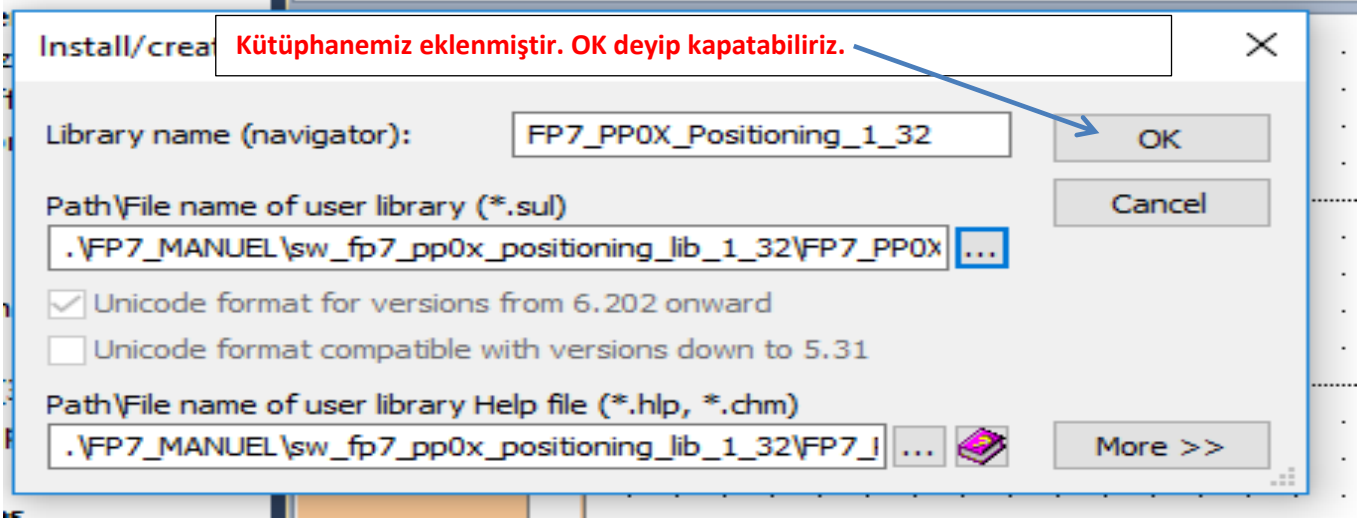 Install/creat
Kütüphanemiz eklenmiştir. OK deyip kapatabiliriz.
Library name (navigator):
FP7_PP0X_Positioning_1_32
OK
Path\File name of user library (*.sul)
Cancel
.\FP7_MANUEL\sw_fp7_pp0x_positioning_lib_1_32\FP7_PP0X
...
Unicode format for versions from 6.202 onward
Unicode format compatible with versions down to 5.31
Path\File name of user library Help file (*.hlp, *.chm)
.\FP7_MANUEL\sw_fp7_pp0x_positioning_lib_1_32\FP7_
...
More >>